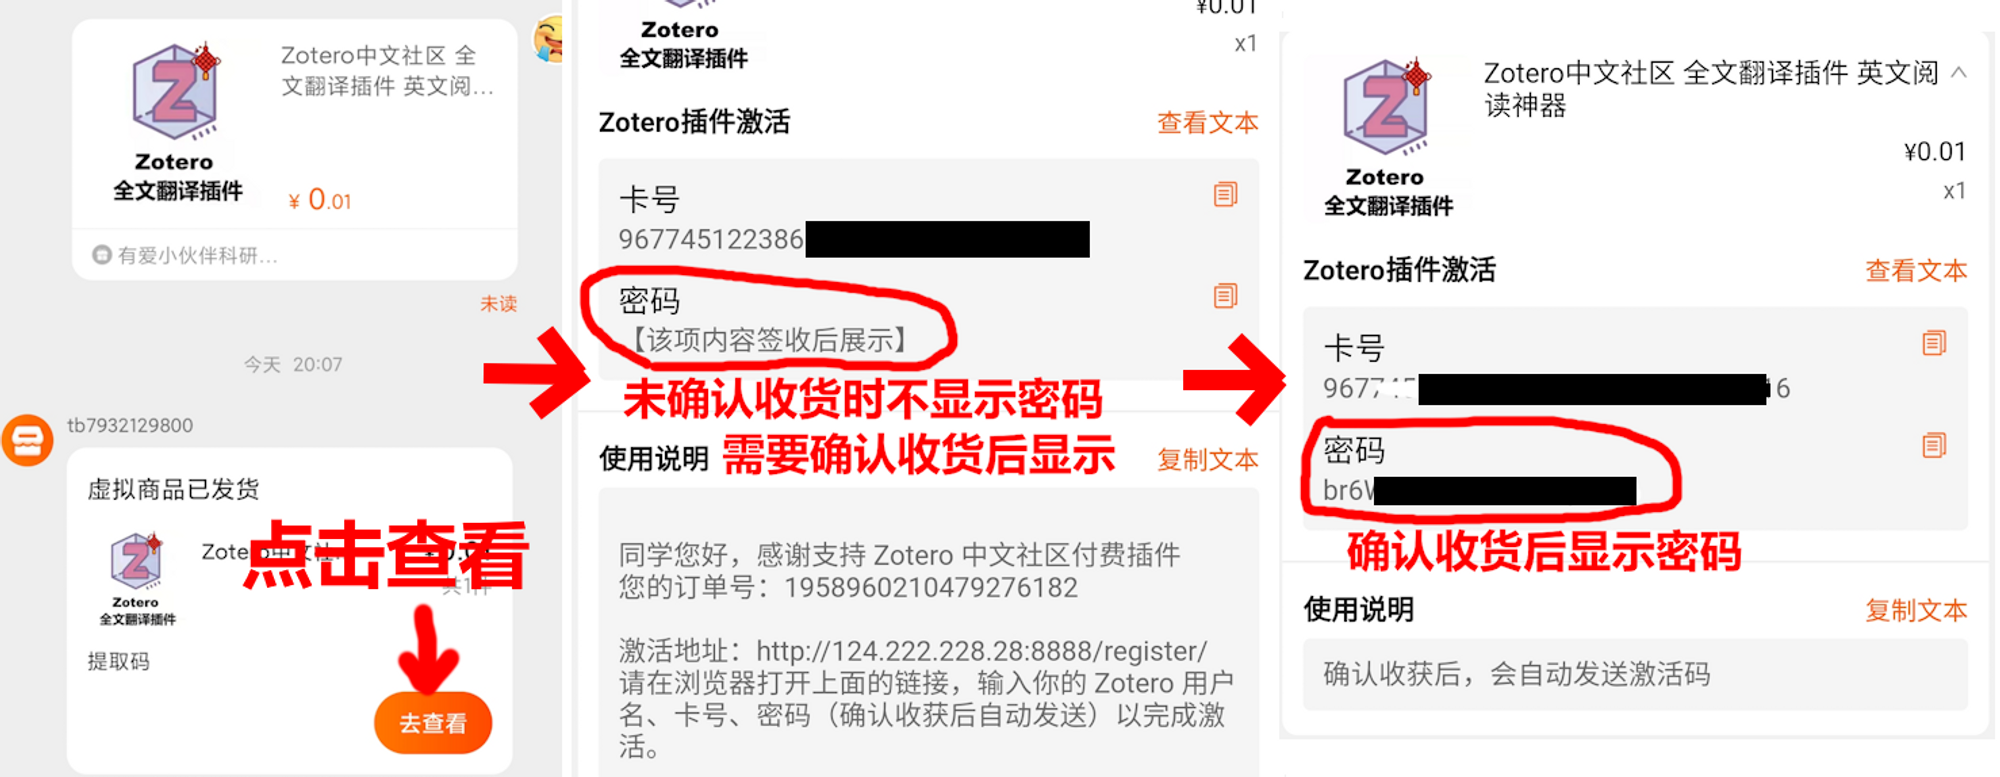 Zotero
全文翻译插件
Zotero中文社区 全
文翻译插件 英文阅...
¥ 0.01
有爱小伙伴科研...
未读
今天 20:07
tb7932129800
虚拟商品已发货
Zotero中文社
点击查看
Zotero
全文翻译插件
提取码
去查看
¥0.01
x1
Zotero
全文翻译插件
Zotero插件激活
查看文本
卡号
967745122386
密码
【该项内容签收后展示】
未确认收货时不显示密码
需要确认收货后显示
使用说明
复制文本
同学您好，感谢支持 Zotero 中文社区付费插件
您的订单号：1958960210479276182
激活地址：http://124.222.228.28:8888/register/
请在浏览器打开上面的链接，输入你的 Zotero 用户
名、卡号、密码（确认收获后自动发送）以完成激
活。
Zotero
全文翻译插件
Zotero中文社区 全文翻译插件 英文阅
读神器
¥0.01
x1
Zotero插件激活
查看文本
卡号
9677
6
密码
br6W
确认收货后显示密码
使用说明
复制文本
确认收获后，会自动发送激活码